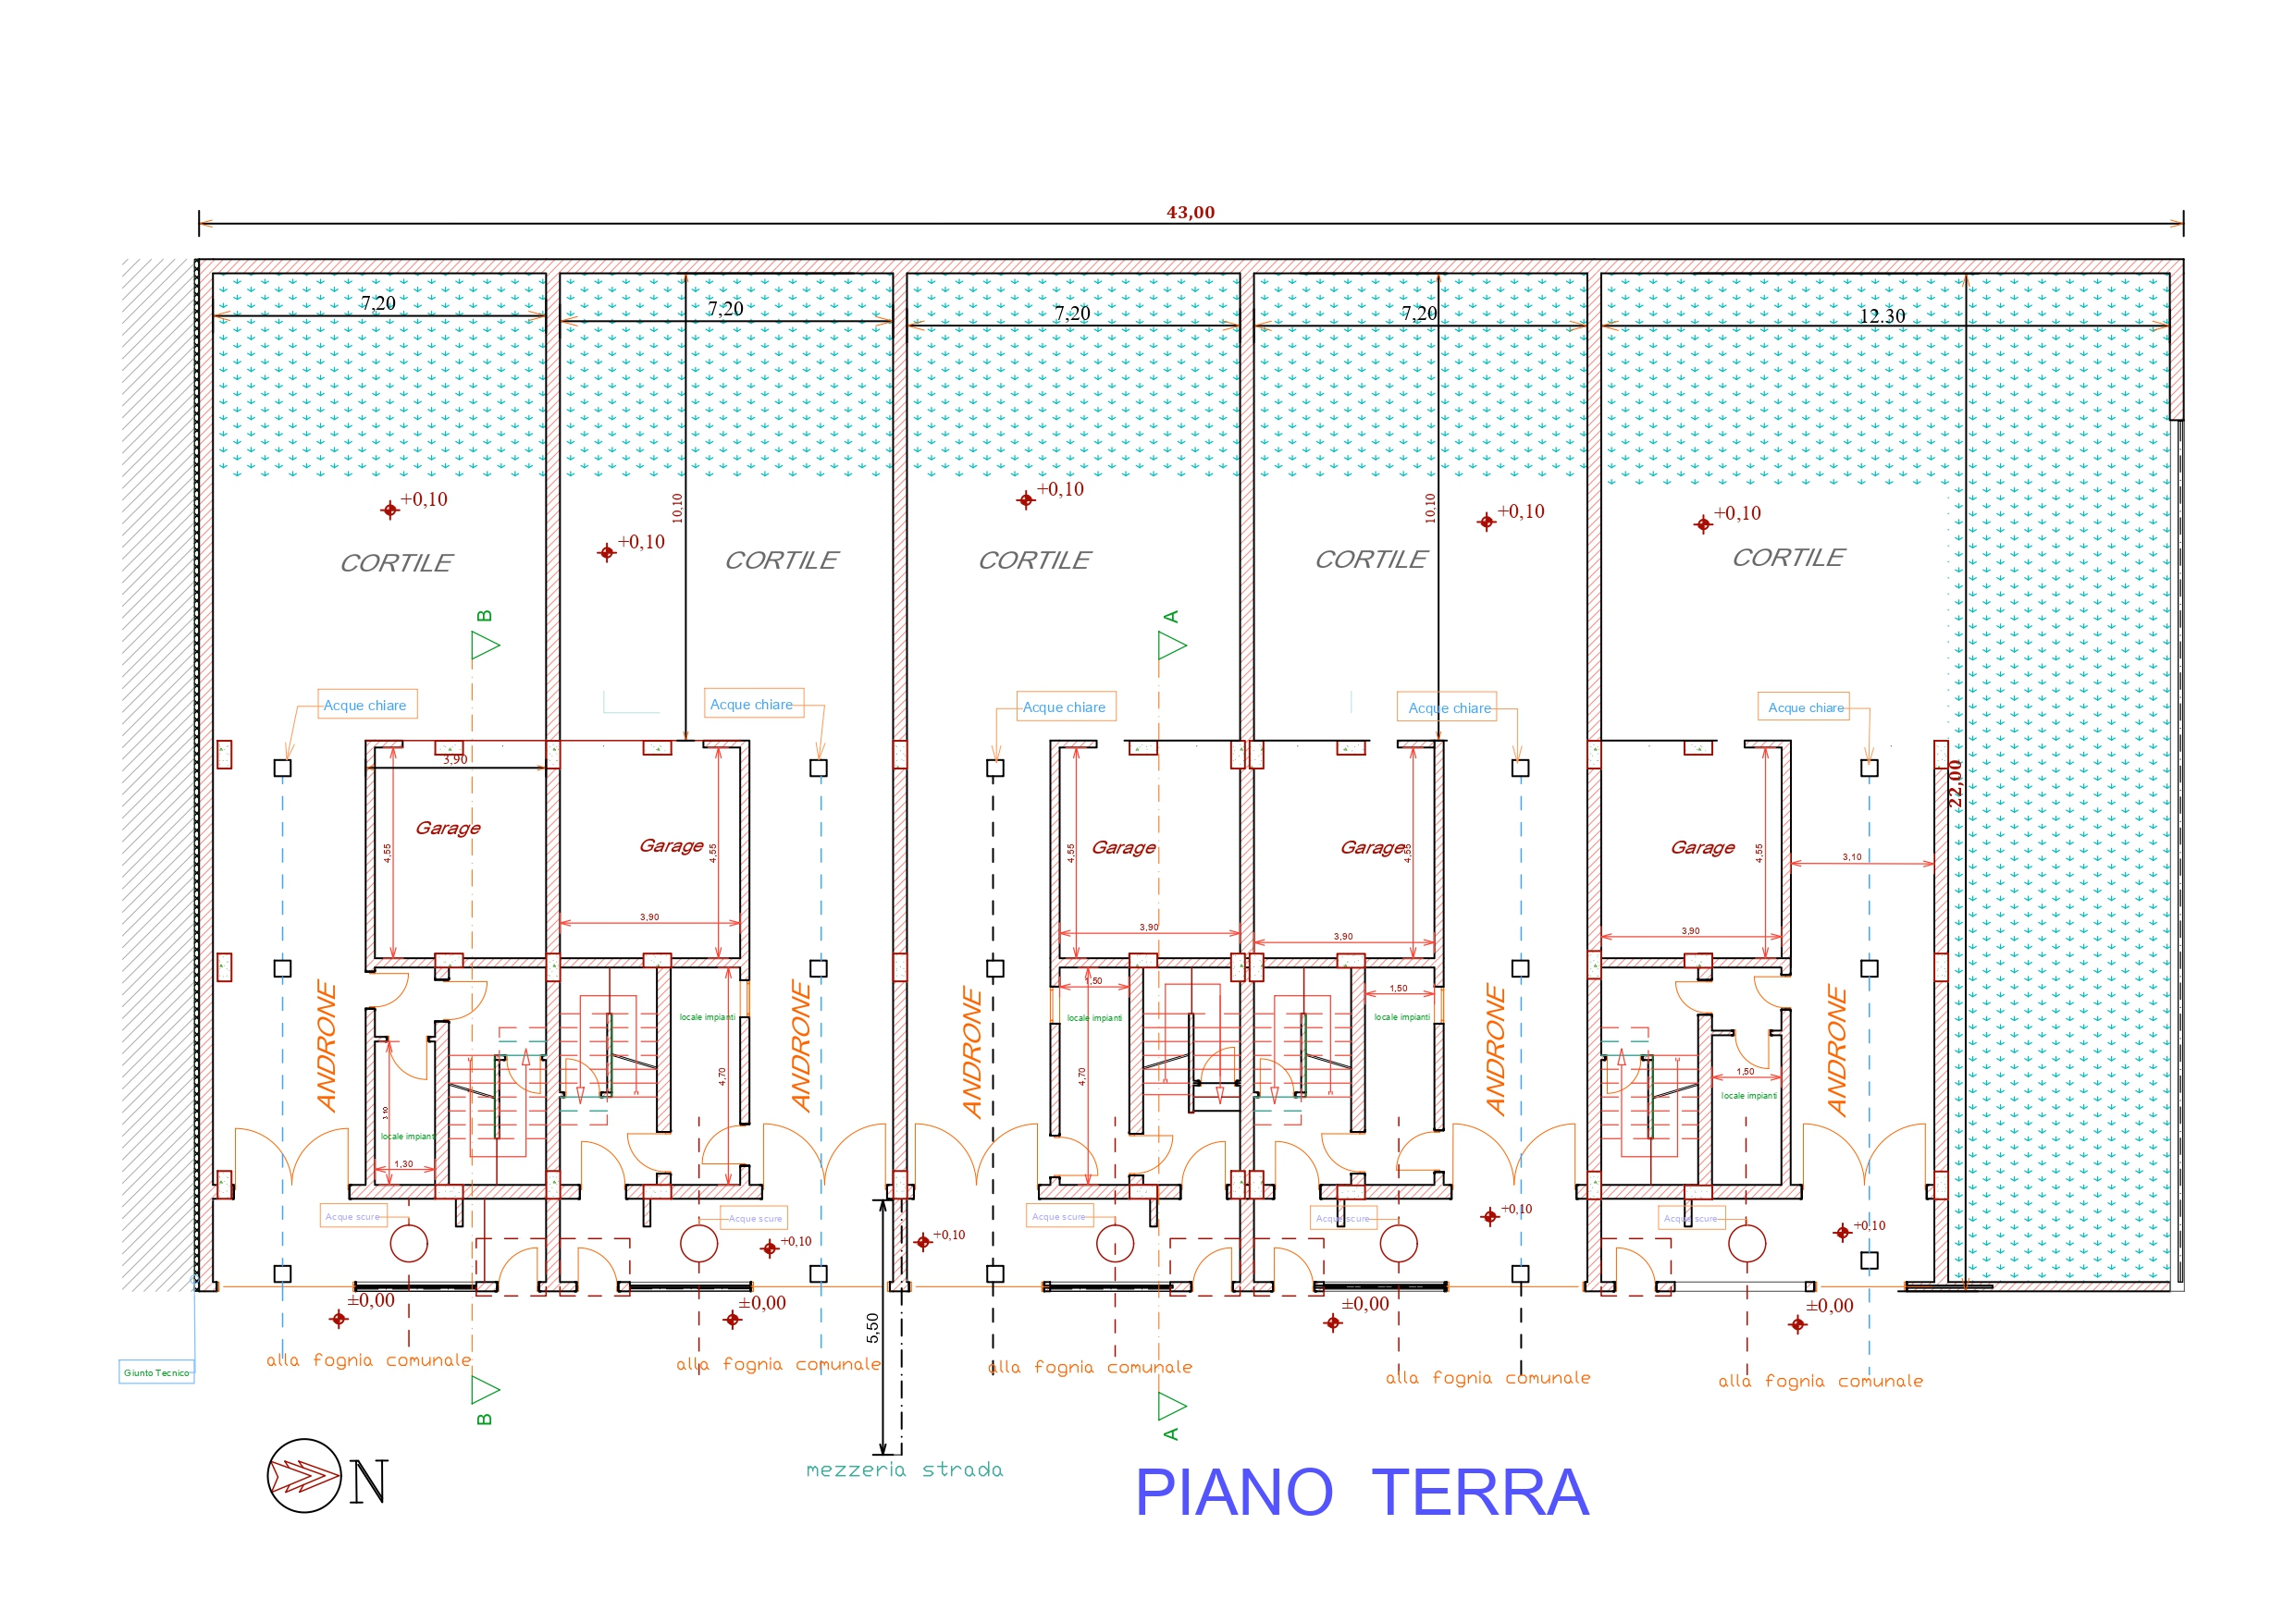 43,00
7,20
7,20
7,20
7,20
12.30
+0,10
+0,10
+0,10
+0,10
+0,10
10,10
10,10
CORTILE
CORTILE
CORTILE
CORTILE
CORTILE
B
A
Acque chiare
Acque chiare
Acque chiare
Acque chiare
Acque chiare
3,90
22,00
Garage
Garage
Garage
Garage
Garage
4,55
4,55
4,55
4,55
4,55
3,10
3,90
3,90
3,90
3,90
1,50
1,50
locale impianti
locale impianti
locale impianti
ANDRONE
ANDRONE
ANDRONE
ANDRONE
ANDRONE
4,70
4,70
1,50
locale impianti
locale impianti
1,30
Acque scure
Acque scure
Acque scure
Acque scure
Acque scure
+0,10
+0,10
+0,10
+0,10
±0,00
±0,00
±0,00
±0,00
5,50
alla fognia comunale
alla fognia comunale
alla fognia comunale
alla fognia comunale
alla fognia comunale
Giunto Tecnico
B
A
N
mezzeria strada
PIANO TERRA